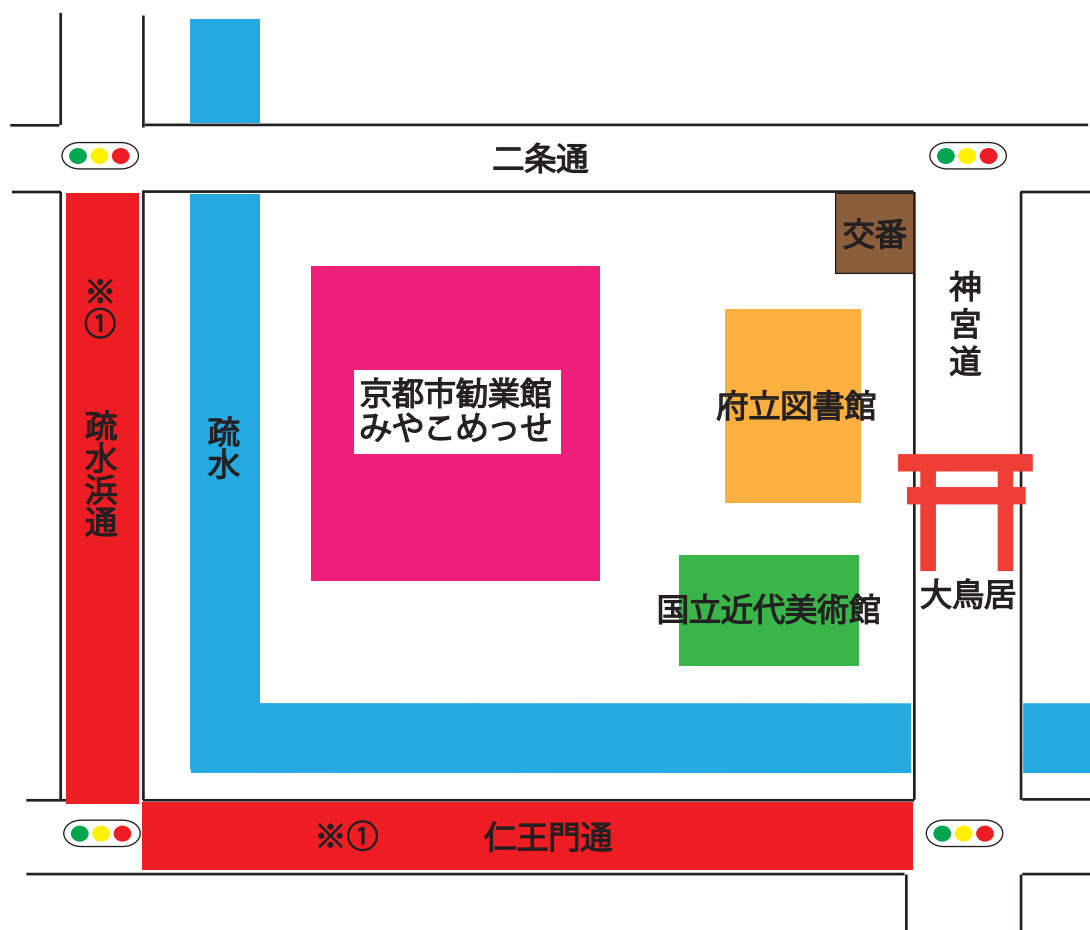 二条通
交番
神宮道
※①
疏水浜通
疏水
京都市勧業館
みやこめっせ
府立図書館
国立近代美術館
大鳥居
※①
仁王門通